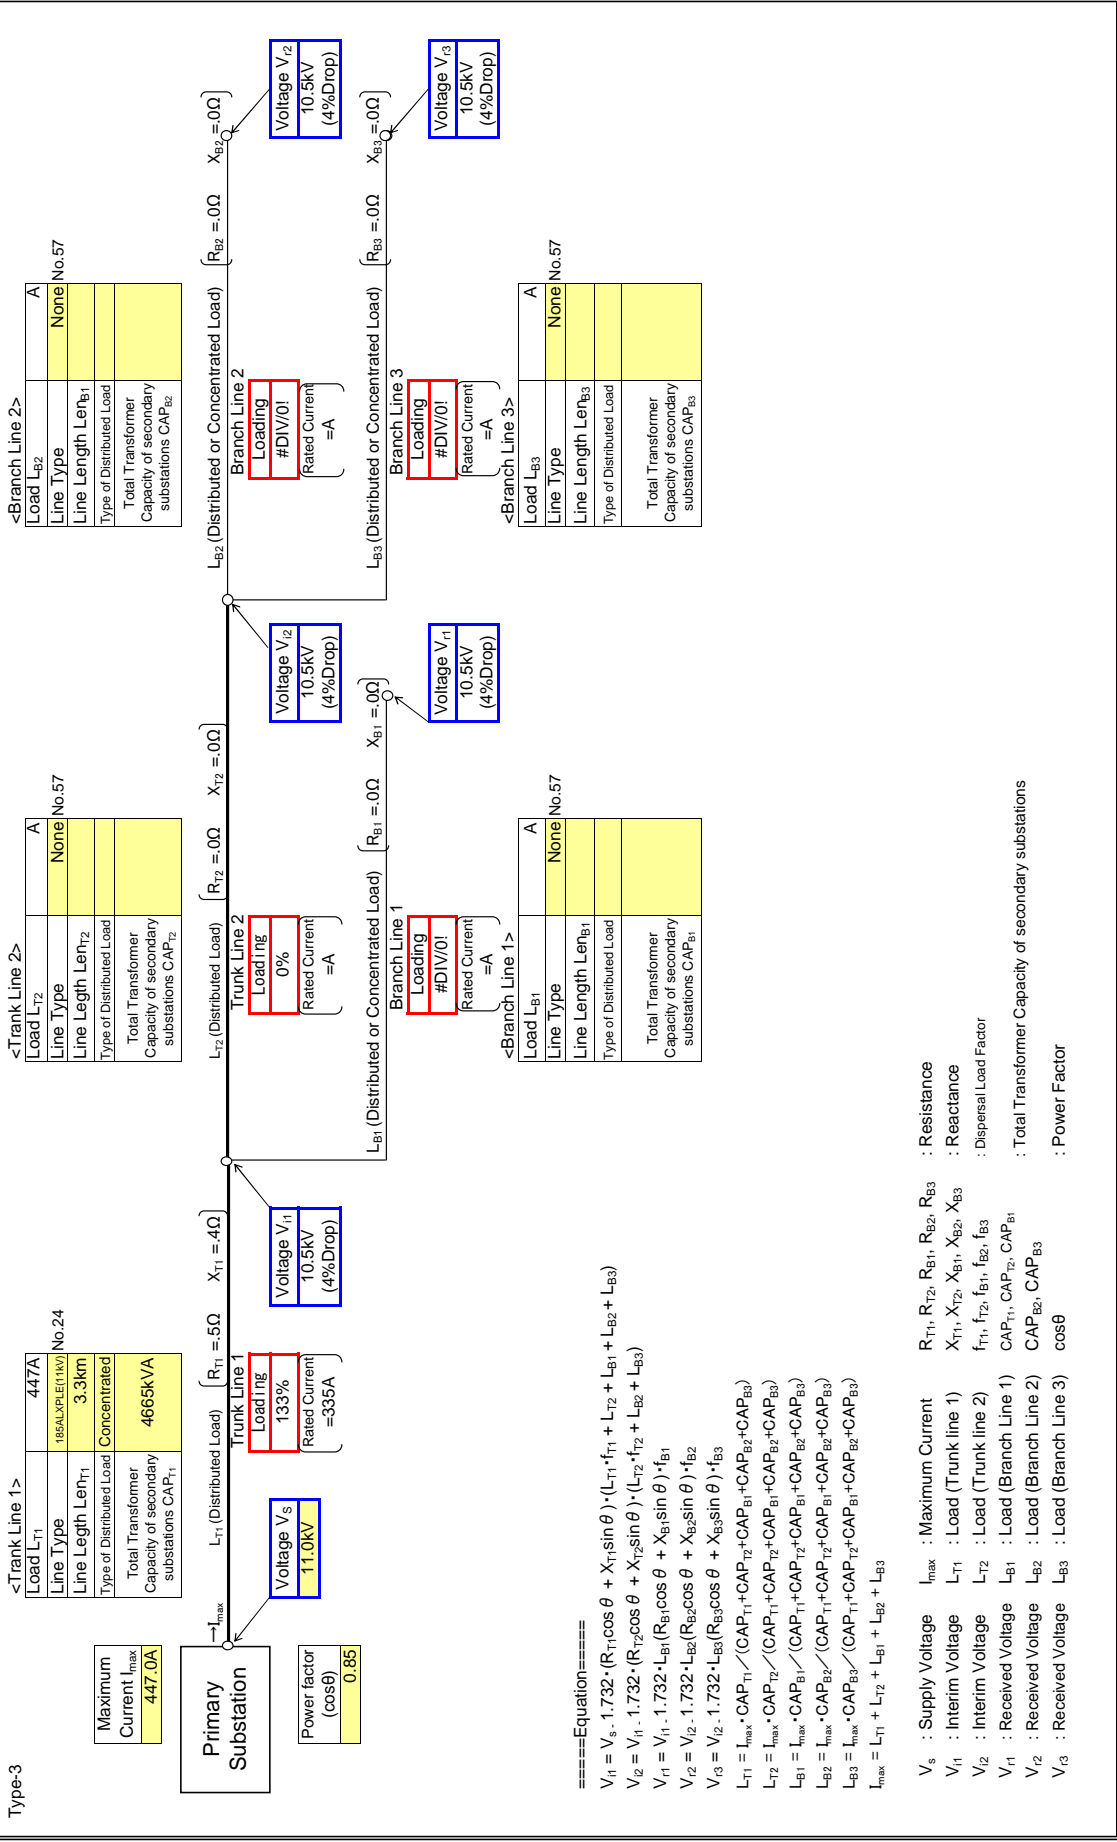 Type-3
Maximum
Current Imax
447.0A
Primary
Substation
→Imax
Power factor
(cosθ)
0.85
Voltage VS
11.0kV
<Trank Line 1>
Load LT1 447A
Line Type 185ALXPLE(11kV) No.24
Line Length LenT1 3.3km
Type of Distributed Load Concentrated
Total Transformer
Capacity of secondary
substations CAPT1
4665kVA
LT1 (Distributed Load) RT1 =.5Ω XT1 =.4Ω
Trunk Line 1
Loading
133%
Rated Current
=335A
Voltage Vi1
10.5kV
(4%Drop)
<Trank Line 2>
Load LT2 A
Line Type None No.57
Line Legth LenT2
Type of Distributed Load
Total Transformer
Capacity of secondary
substations CAPT2
LT2 (Distributed Load) RT2 =.0Ω XT2 =.0Ω
Trunk Line 2
Loading
0%
Rated Current
=A
Voltage Vi2
10.5kV
(4%Drop)
LB1 (Distributed or Concentrated Load) RB1 =.0Ω XB1 =.0Ω
Branch Line 1
Loading
#DIV/0!
Rated Current
=A
Voltage Vr1
10.5kV
(4%Drop)
<Branch Line 1>
Load LB1 A
Line Type None No.57
Line Length LenB1
Type of Distributed Load
Total Transformer
Capacity of secondary
substations CAPB1
<Branch Line 2>
Load LB2 A
Line Type None No.57
Line Length LenB1
Type of Distributed Load
Total Transformer
Capacity of secondary
substations CAPB2
LB2 (Distributed or Concentrated Load) RB2 =.0Ω XB2 =.0Ω
Branch Line 2
Loading
#DIV/0!
Rated Current
=A
Voltage Vr2
10.5kV
(4%Drop)
LB3 (Distributed or Concentrated Load) RB3 =.0Ω XB3 =.0Ω
Branch Line 3
Loading
#DIV/0!
Rated Current
=A
Voltage Vr3
10.5kV
(4%Drop)
<Branch Line 3>
Load LB3 A
Line Type None No.57
Line Length LenB3
Type of Distributed Load
Total Transformer
Capacity of secondary
substations CAPB3
=====Equation=====
Vi1 = VS - 1.732・(RT1cos θ + XT1sin θ)・(LT1・fT1 + LT2 + LB1 + LB2 + LB3)
Vi2 = Vi1 - 1.732・(RT2cos θ + XT2sin θ)・(LT2・fT2 + LB2 + LB3)
Vr1 = Vi1 - 1.732・LB1(RB1cos θ + XB1sin θ)・fB1
Vr2 = Vi2 - 1.732・LB2(RB2cos θ + XB2sin θ)・fB2
Vr3 = Vi2 - 1.732・LB3(RB3cos θ + XB3sin θ)・fB3
LT1 = Imax・CAPT1／(CAPT1+CAPT2+CAPB1+CAPB2+CAPB3)
LT2 = Imax・CAPT2／(CAPT1+CAPT2+CAPB1+CAPB2+CAPB3)
LB1 = Imax・CAPB1／(CAPT1+CAPT2+CAPB1+CAPB2+CAPB3)
LB2 = Imax・CAPB2／(CAPT1+CAPT2+CAPB1+CAPB2+CAPB3)
LB3 = Imax・CAPB3／(CAPT1+CAPT2+CAPB1+CAPB2+CAPB3)
Imax = LT1 + LT2 + LB1 + LB2 + LB3
Vs : Supply Voltage Imax : Maximum Current RT1, RT2, RB1, RB2, RB3 : Resistance
Vi1 : Interim Voltage LT1 : Load (Trunk line 1) XT1, XT2, XB1, XB2, XB3 : Reactance
Vi2 : Interim Voltage LT2 : Load (Trunk line 2) fT1, fT2, fB1, fB2, fB3 : Dispersal Load Factor
Vr1 : Received Voltage LB1 : Load (Branch Line 1) CAPT1, CAPT2, CAPB1 : Total Transformer Capacity of secondary substations
Vr2 : Received Voltage LB2 : Load (Branch Line 2) CAPB2, CAPB3
Vr3 : Received Voltage LB3 : Load (Branch Line 3) cosθ : Power Factor